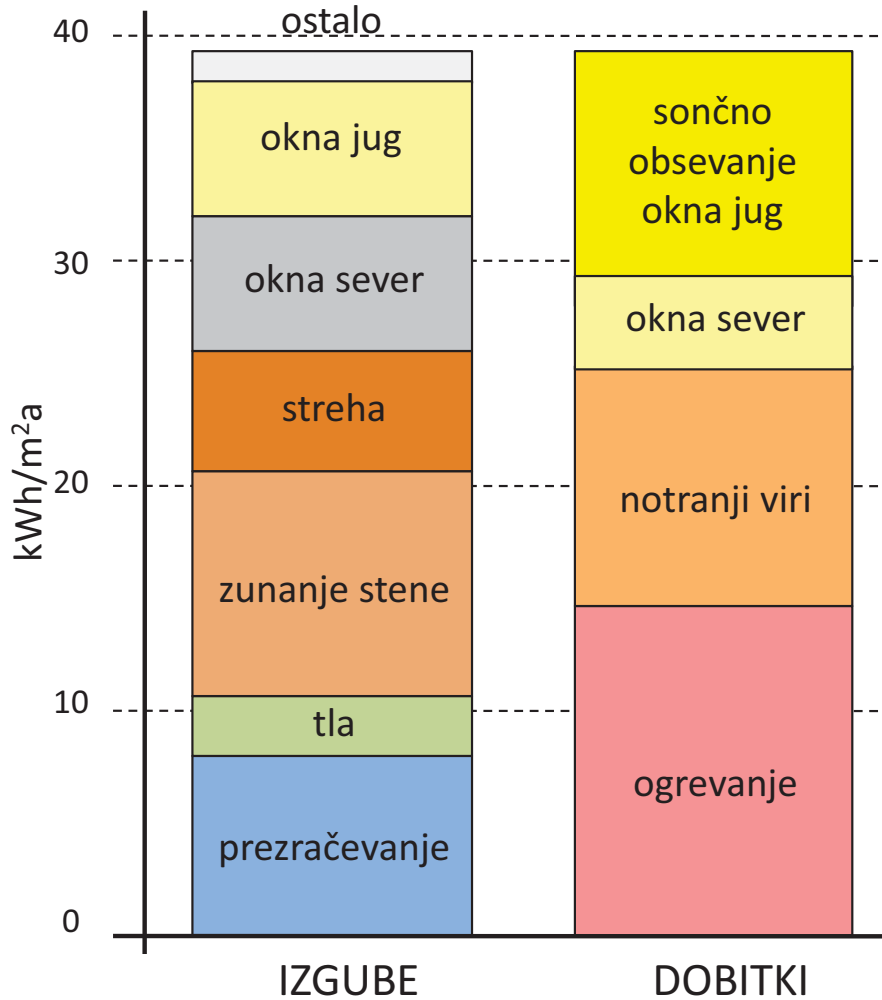 40
30
20
10
0
kWh/m²a
ostalo
okna jug
okna sever
streha
zunanje stene
tla
prezračevanje
sončno
obsevanje
okna jug
okna sever
notranji viri
ogrevanje
IZGUBE
DOBITKI